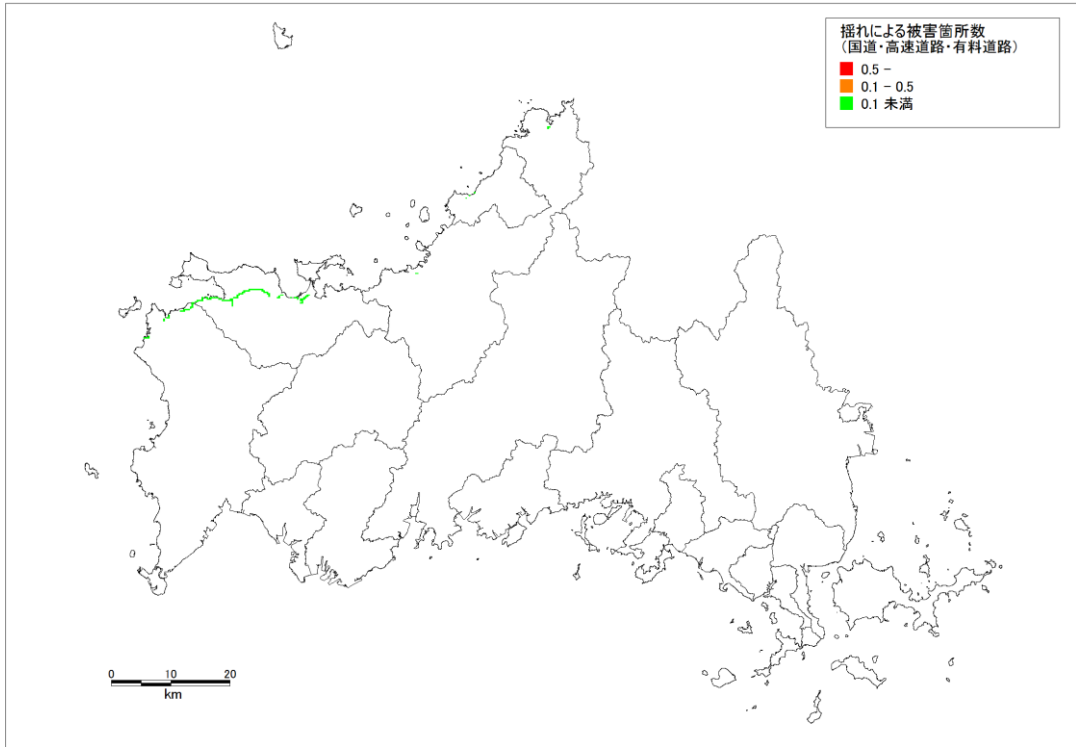 揺れによる被害箇所数
（国道・高速道路・有料道路）
0.5 －
0.1 － 0.5
0.1 未満
0 10 20
km